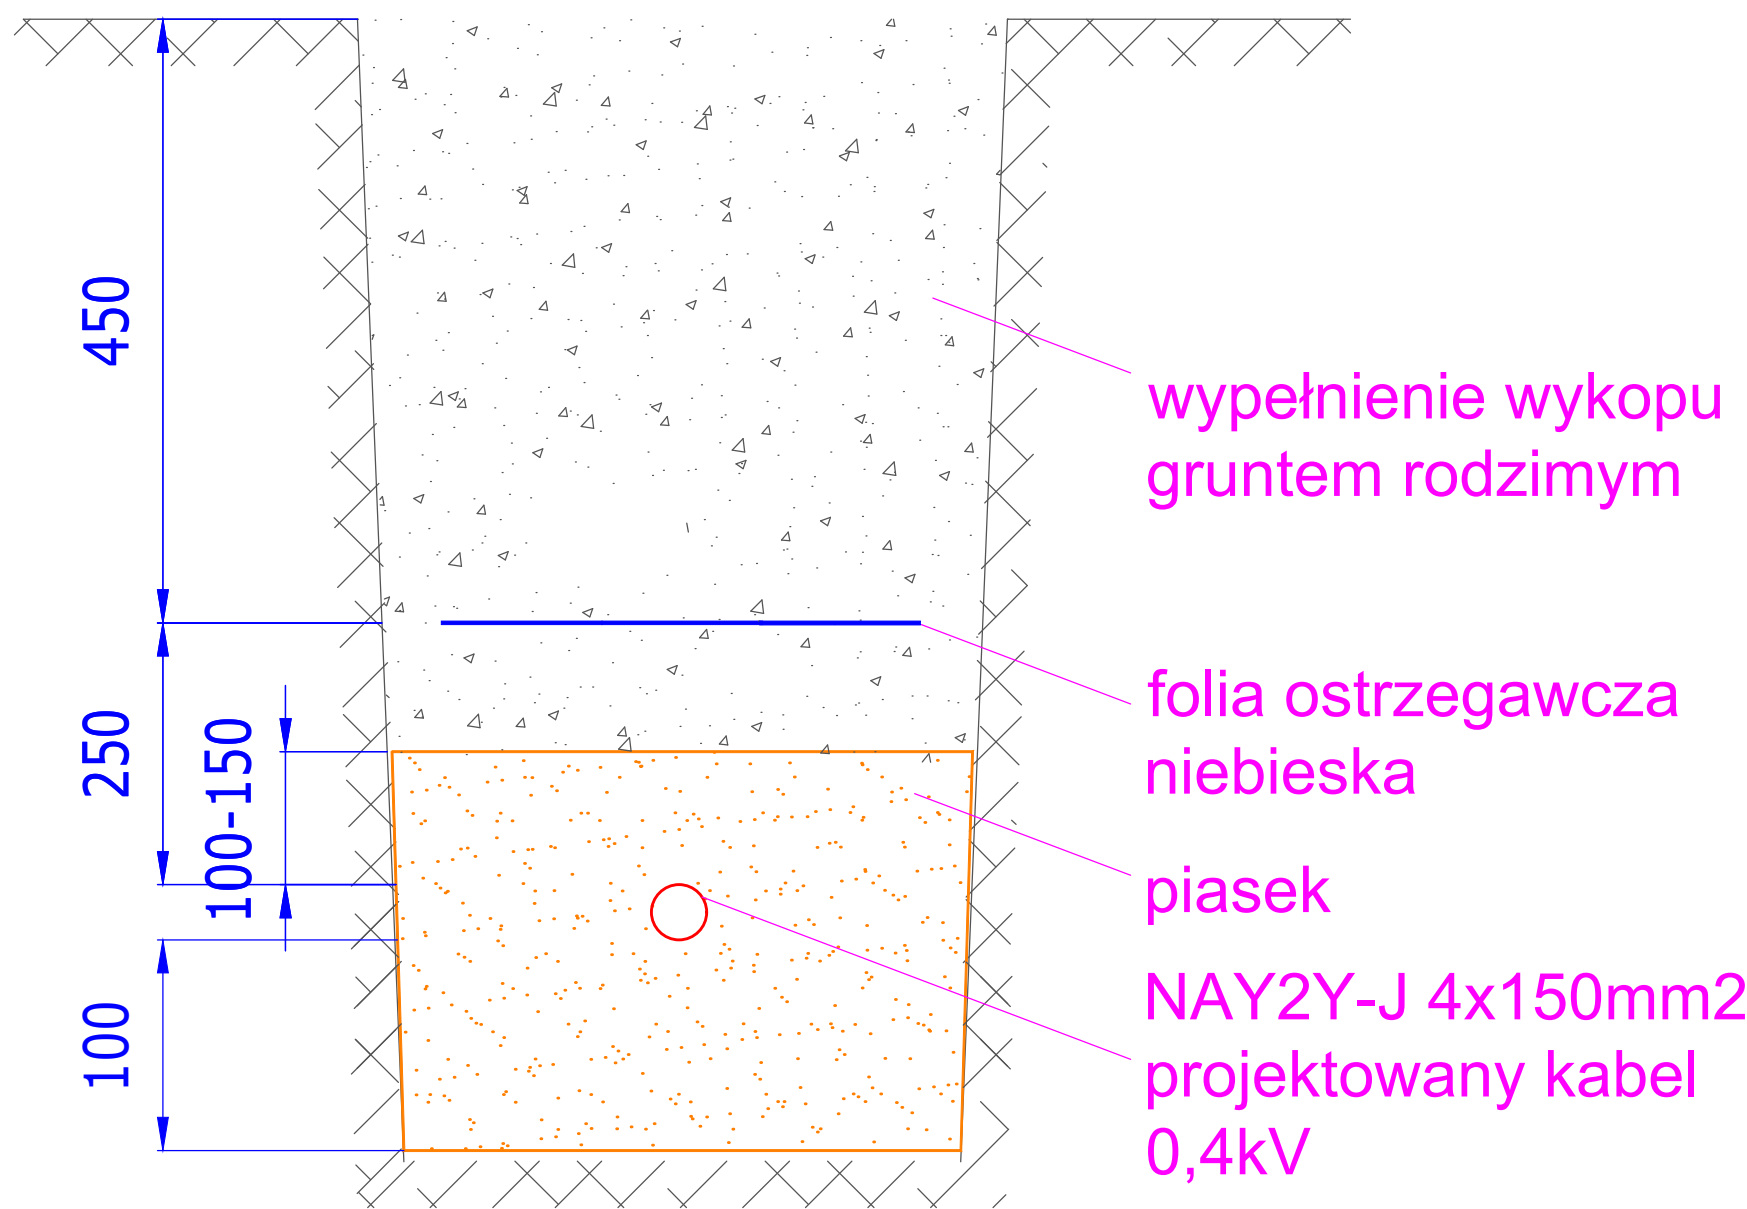 450
250
100-150
100
wypełnienie wykopu
gruntem rodzimym
folia ostrzegawcza
niebieska
piasek
NAY2Y-J 4x150mm2
projektowany kabel
0,4kV